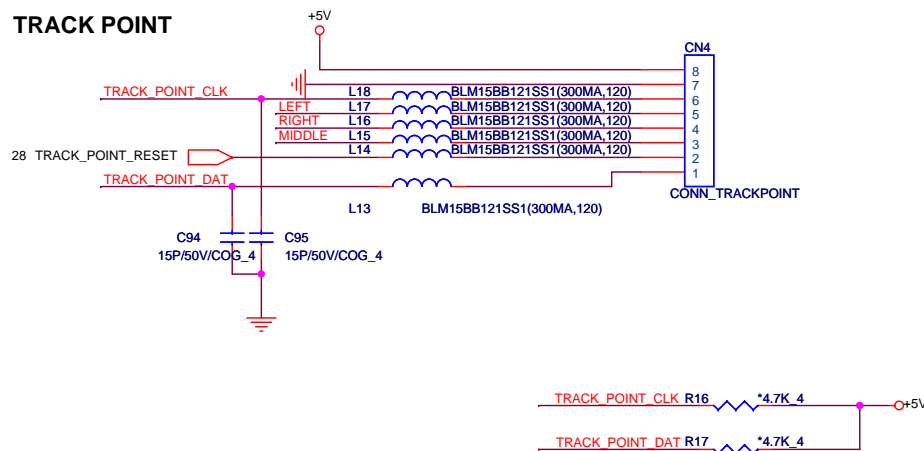 TRACK POINT
+5V
CN4
8
7
TRACK_POINT_CLK L18 BLM15BB121SS1(300MA,120) 6
LEFT L17 BLM15BB121SS1(300MA,120) 5
RIGHT L16 BLM15BB121SS1(300MA,120) 4
MIDDLE L15 BLM15BB121SS1(300MA,120) 3
28 TRACK_POINT_RESET L14 BLM15BB121SS1(300MA,120) 2
1
TRACK_POINT_DAT
CONN_TRACKPOINT
L13 BLM15BB121SS1(300MA,120)
C94 C95
15P/50V/COG_4 15P/50V/COG_4
TRACK_POINT_CLK R16 *4.7K_4 +5V
TRACK_POINT_DAT R17 *4.7K_4